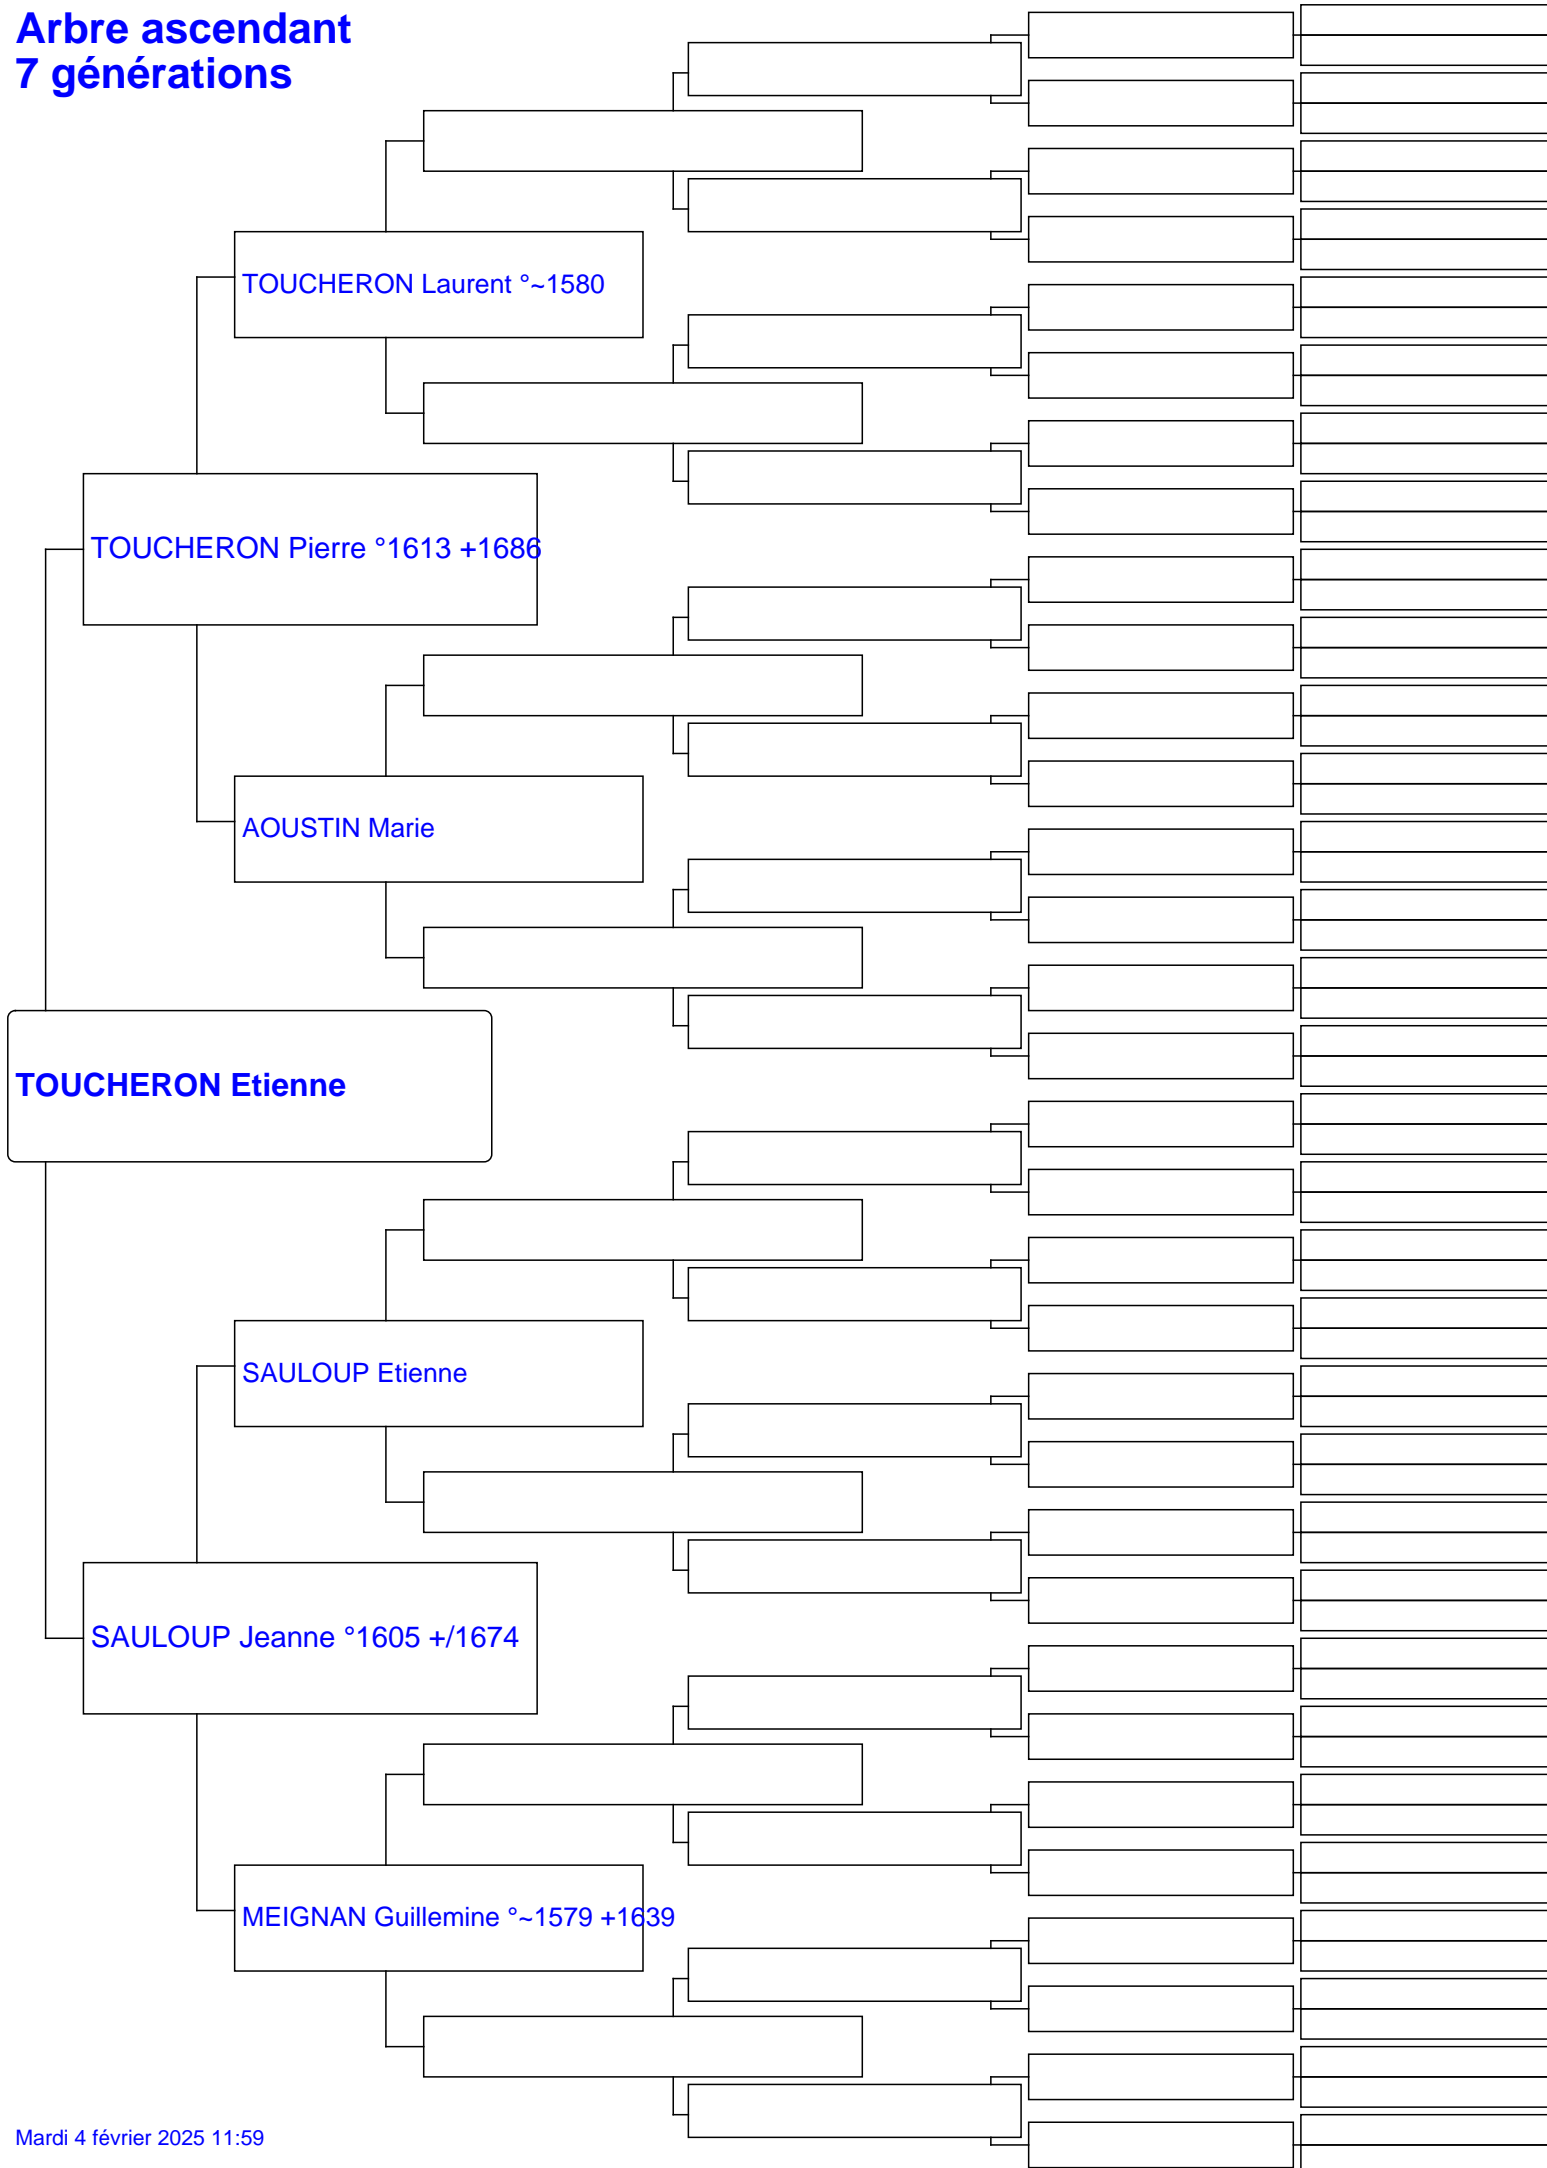 Arbre ascendant
7 générations
TOUCHERON Laurent °~1580
TOUCHERON Pierre °1613 +1686
AOUSTIN Marie
TOUCHERON Etienne
SAULOUP Etienne
SAULOUP Jeanne °1605 +/1674
MEIGNAN Guillemine °~1579 +1639
Mardi 4 février 2025 11:59